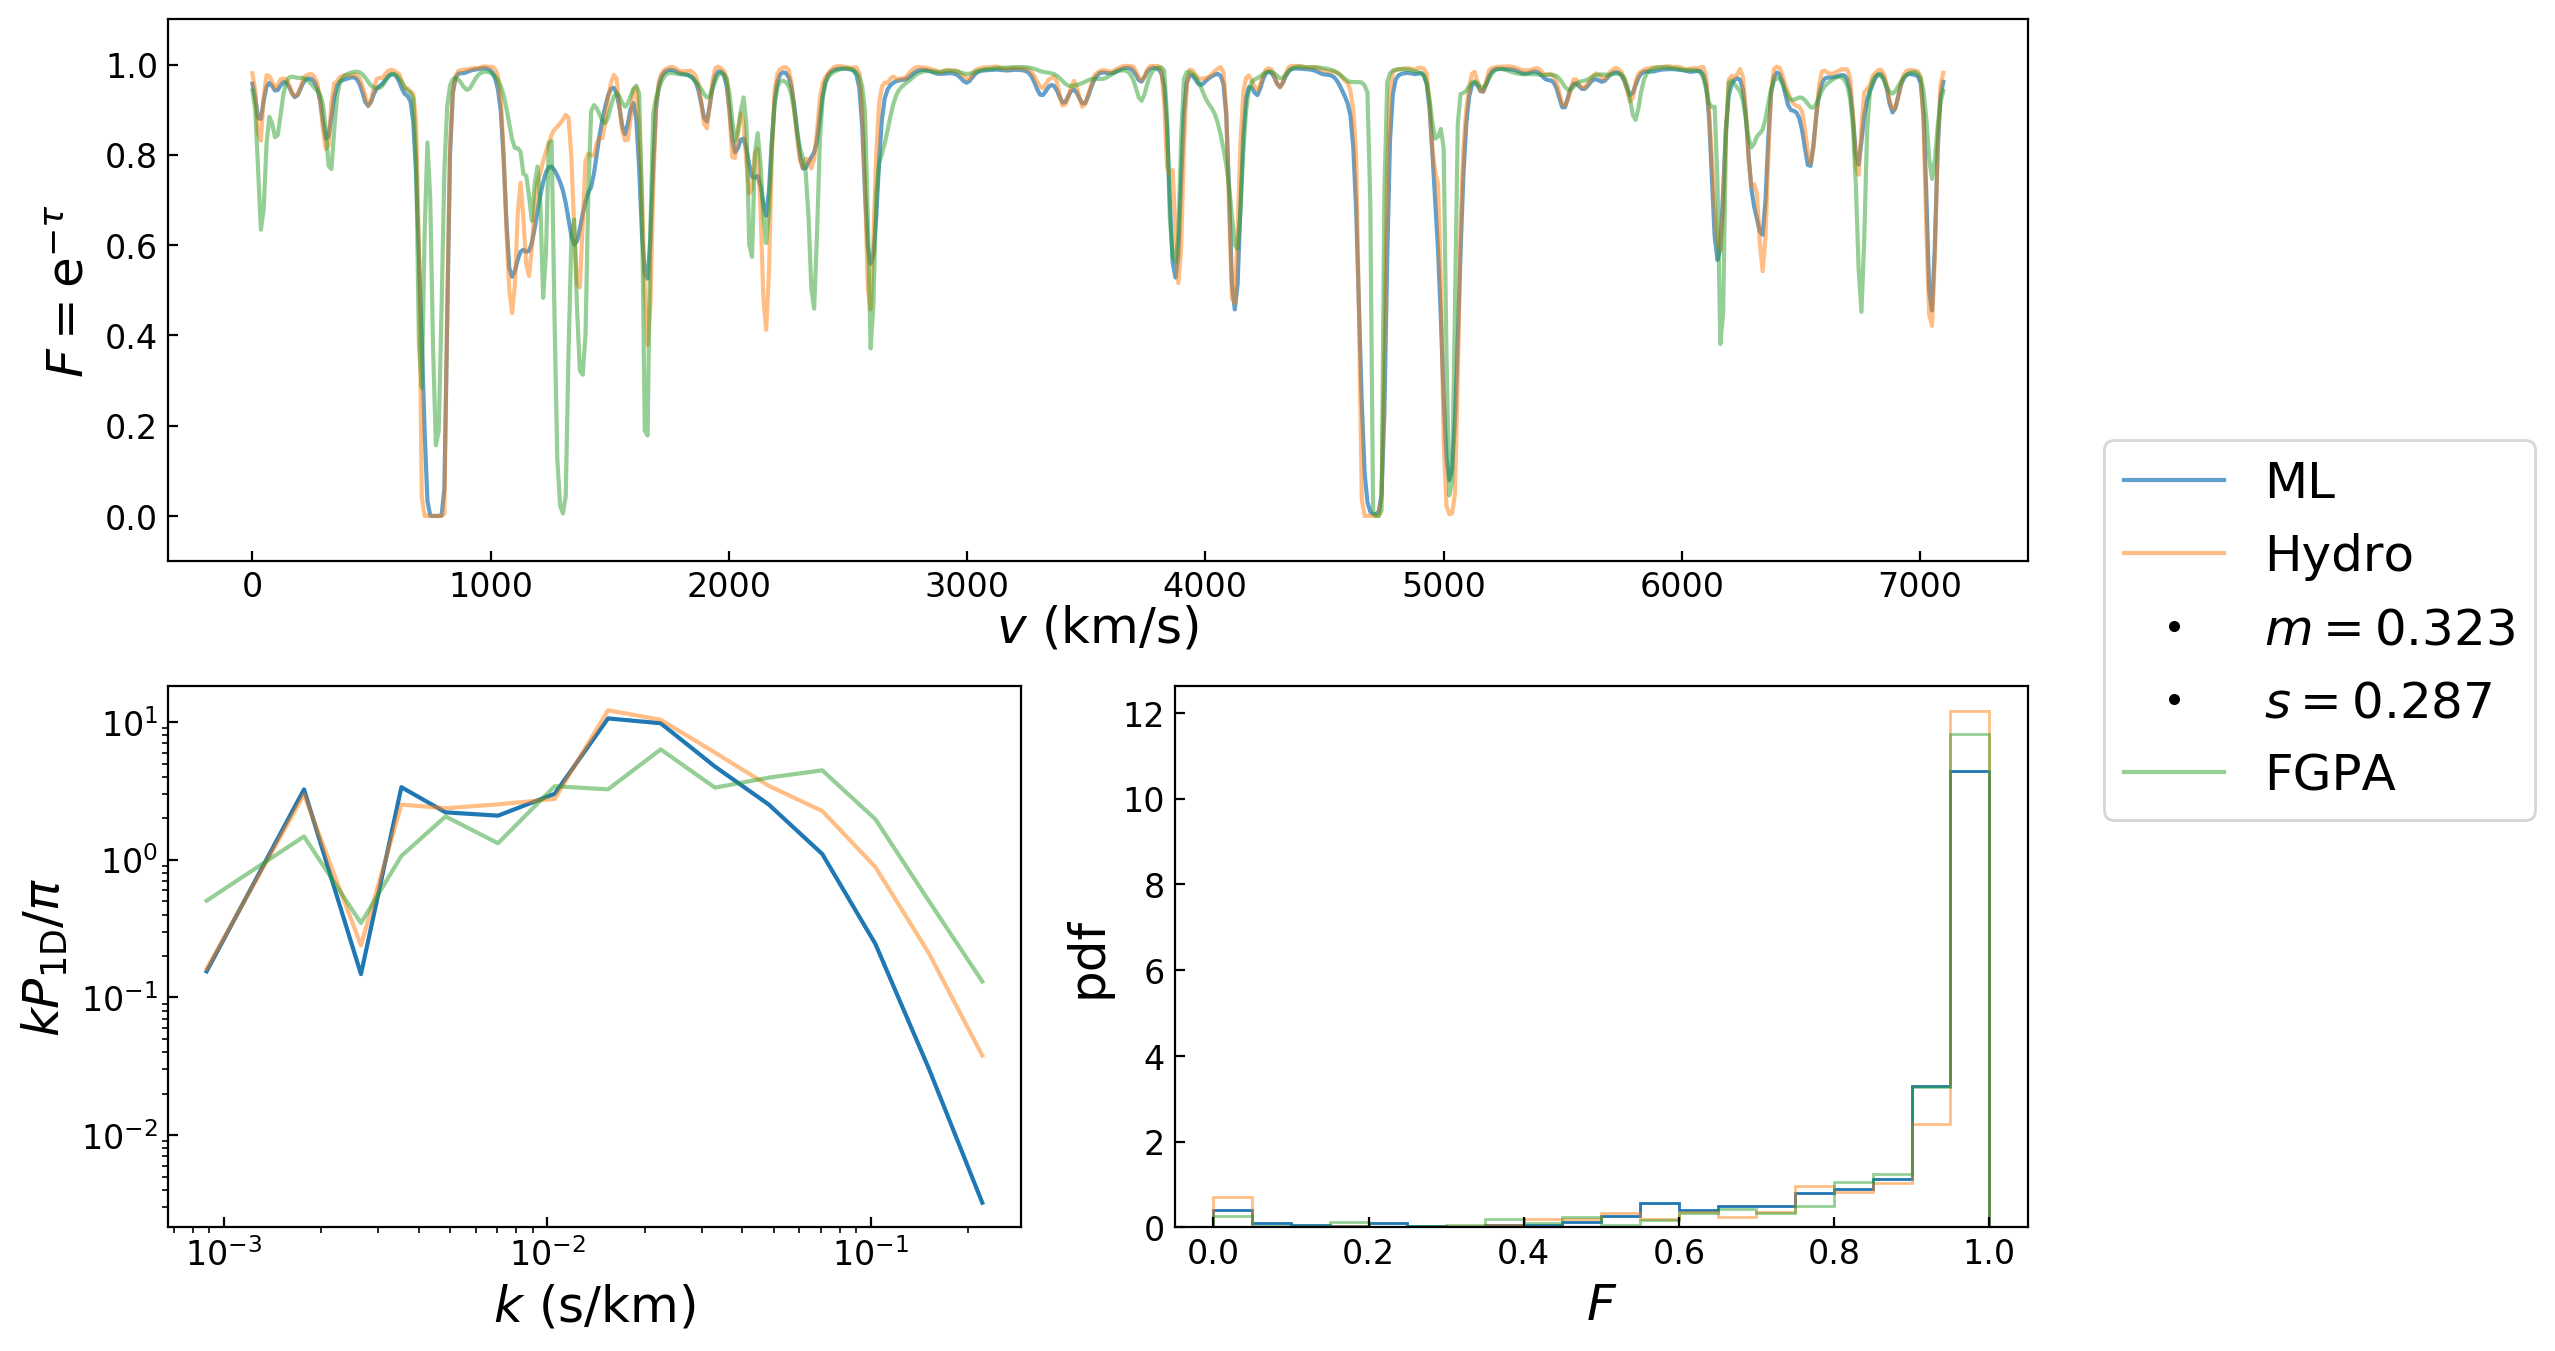 1.0
0.8
0.6
0.4
0.2
0.0
F = e^{−τ}
0 1000 2000 3000 4000 5000 6000 7000
v (km/s)
ML
Hydro
m = 0.323
s = 0.287
FGPA
10^1
10^0
10^{−1}
10^{−2}
kP_{1D}/π
10^{−3} 10^{−2} 10^{−1}
k (s/km)
12
10
8
6
4
2
0
pdf
0.0 0.2 0.4 0.6 0.8 1.0
F